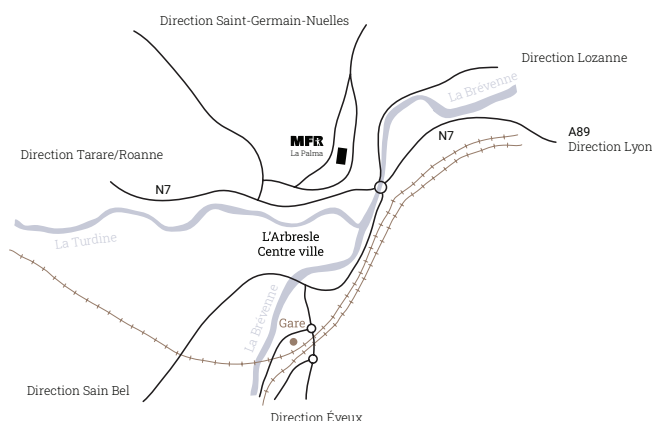 Direction Saint-Germain-Nuelles
Direction Lozanne
La Brévenne
A89
Direction Lyon
N7
MFR
La Palma
Direction Tarare/Roanne
N7
La Turdine
L'Arbresle
Centre ville
La Brévenne
Gare
Direction Sain Bel
Direction Éveux